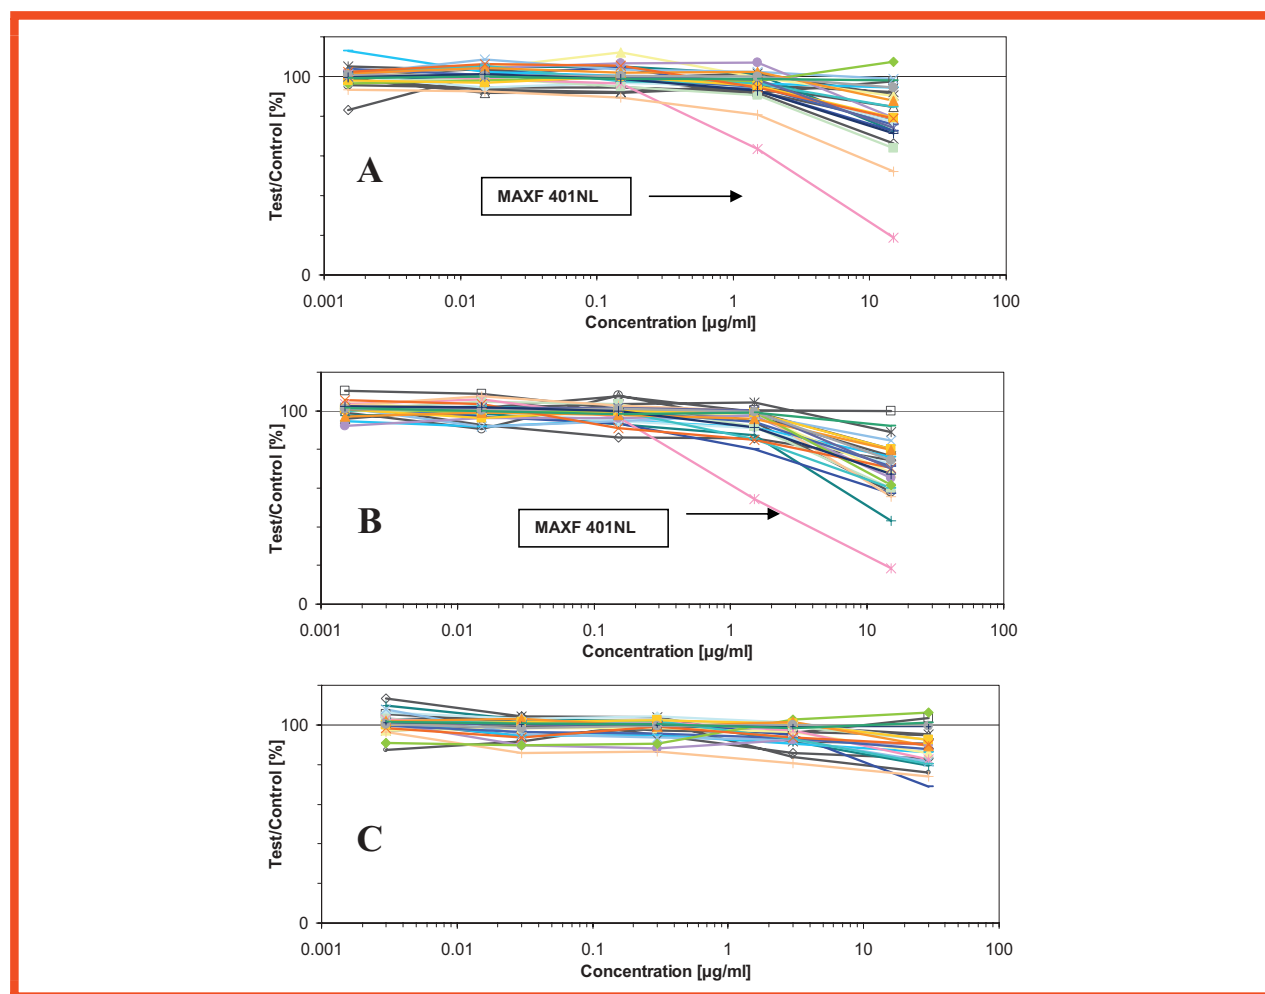 100
0
Test/Control [%]
A
MAXF 401NL
0.001 0.01 0.1 1 10 100
Concentration [µg/ml]
100
0
Test/Control [%]
B
MAXF 401NL
0.001 0.01 0.1 1 10 100
Concentration [µg/ml]
100
0
Test/Control [%]
C
0.001 0.01 0.1 1 10 100
Concentration [µg/ml]